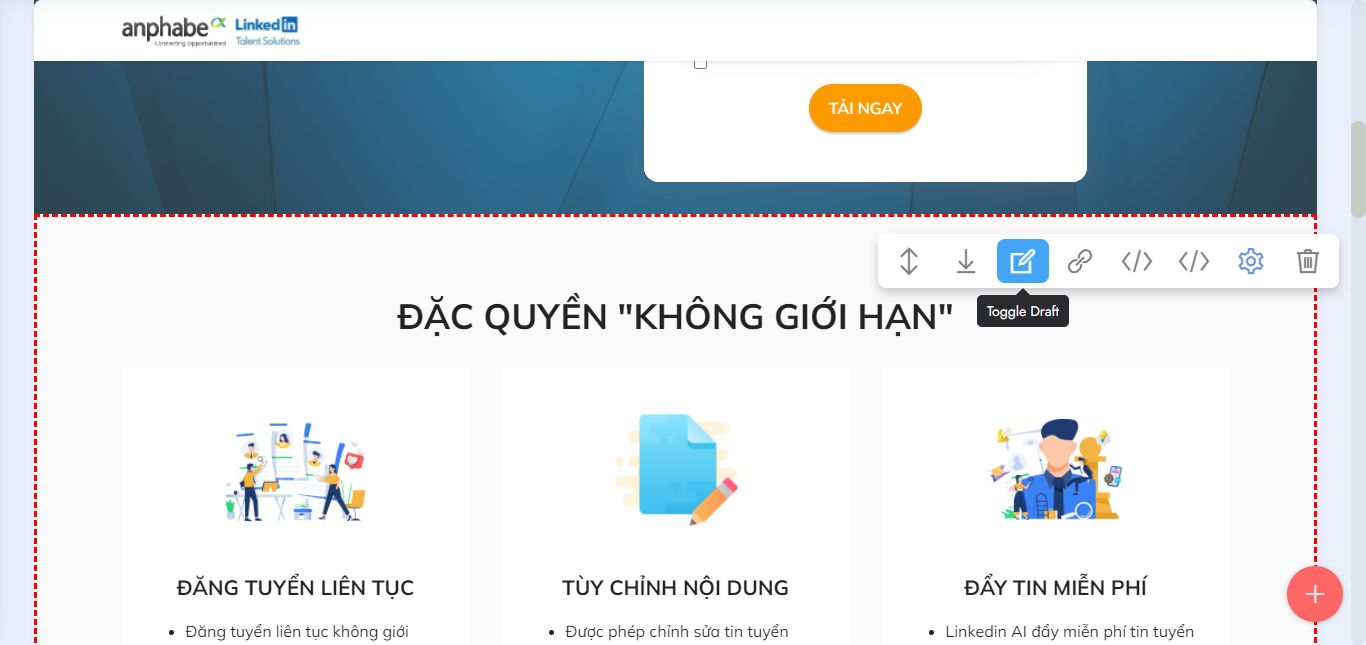 anphabe
Connecting Opportunities
Linked in
Talent Solutions
TẢI NGAY
Toggle Draft
ĐẶC QUYỀN "KHÔNG GIỚI HẠN"
ĐĂNG TUYỂN LIÊN TỤC
TÙY CHỈNH NỘI DUNG
ĐẨY TIN MIỄN PHÍ
• Đăng tuyển liên tục không giới
• Được phép chỉnh sửa tin tuyển
• Linkedin AI đẩy miễn phí tin tuyển